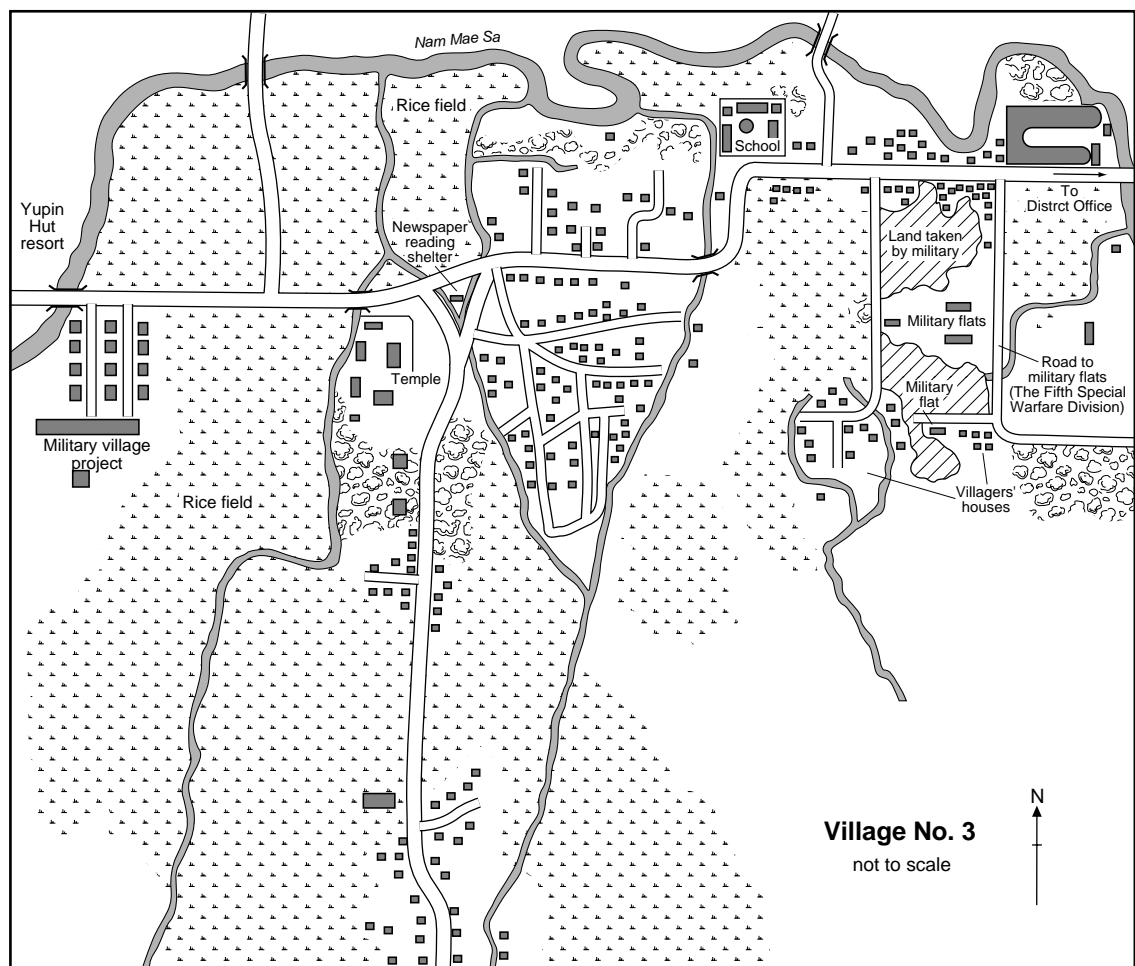 Nam Mae Sa
Rice field
School
To
Distrct Office
Yupin
Hut
resort
Newspaper
reading
shelter
Land taken
by military
Military flats
Temple
Military
flat
Road to
military flats
(The Fifth Special
Warfare Division)
Military village
project
Rice field
Villagers'
houses
Village No. 3
not to scale
N